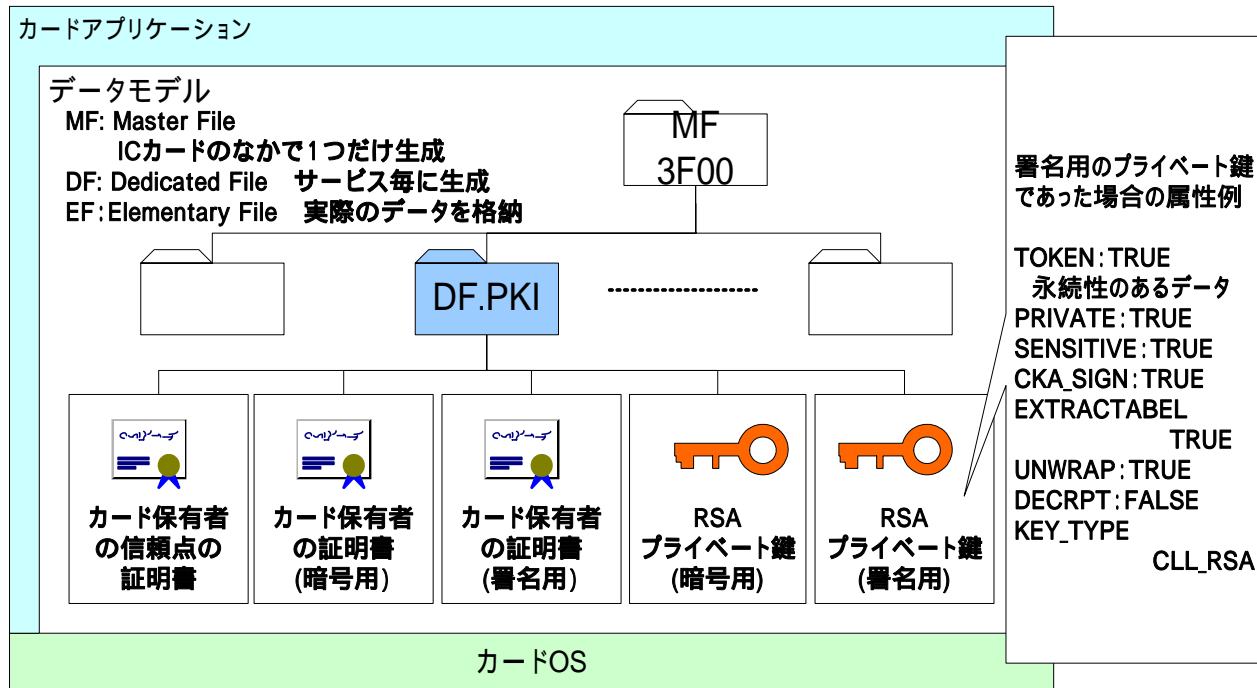 カードアプリケーション
データモデル
MF: Master File
ICカードのなかで1つだけ生成
DF: Dedicated File サービス毎に生成
EF:Elementary File 実際のデータを格納
MF
3F00
DF.PKI
カード保有者
の信頼点の
証明書
カード保有者
の証明書
(暗号用)
カード保有者
の証明書
(署名用)
RSA
プライベート鍵
(暗号用)
RSA
プライベート鍵
(署名用)
署名用のプライベート鍵
であった場合の属性例
TOKEN:TRUE
永続性のあるデータ
PRIVATE:TRUE
SENSITIVE:TRUE
CKA_SIGN:TRUE
EXTRACTABEL
TRUE
UNWRAP:TRUE
DECRPT:FALSE
KEY_TYPE
CLL_RSA
カードOS